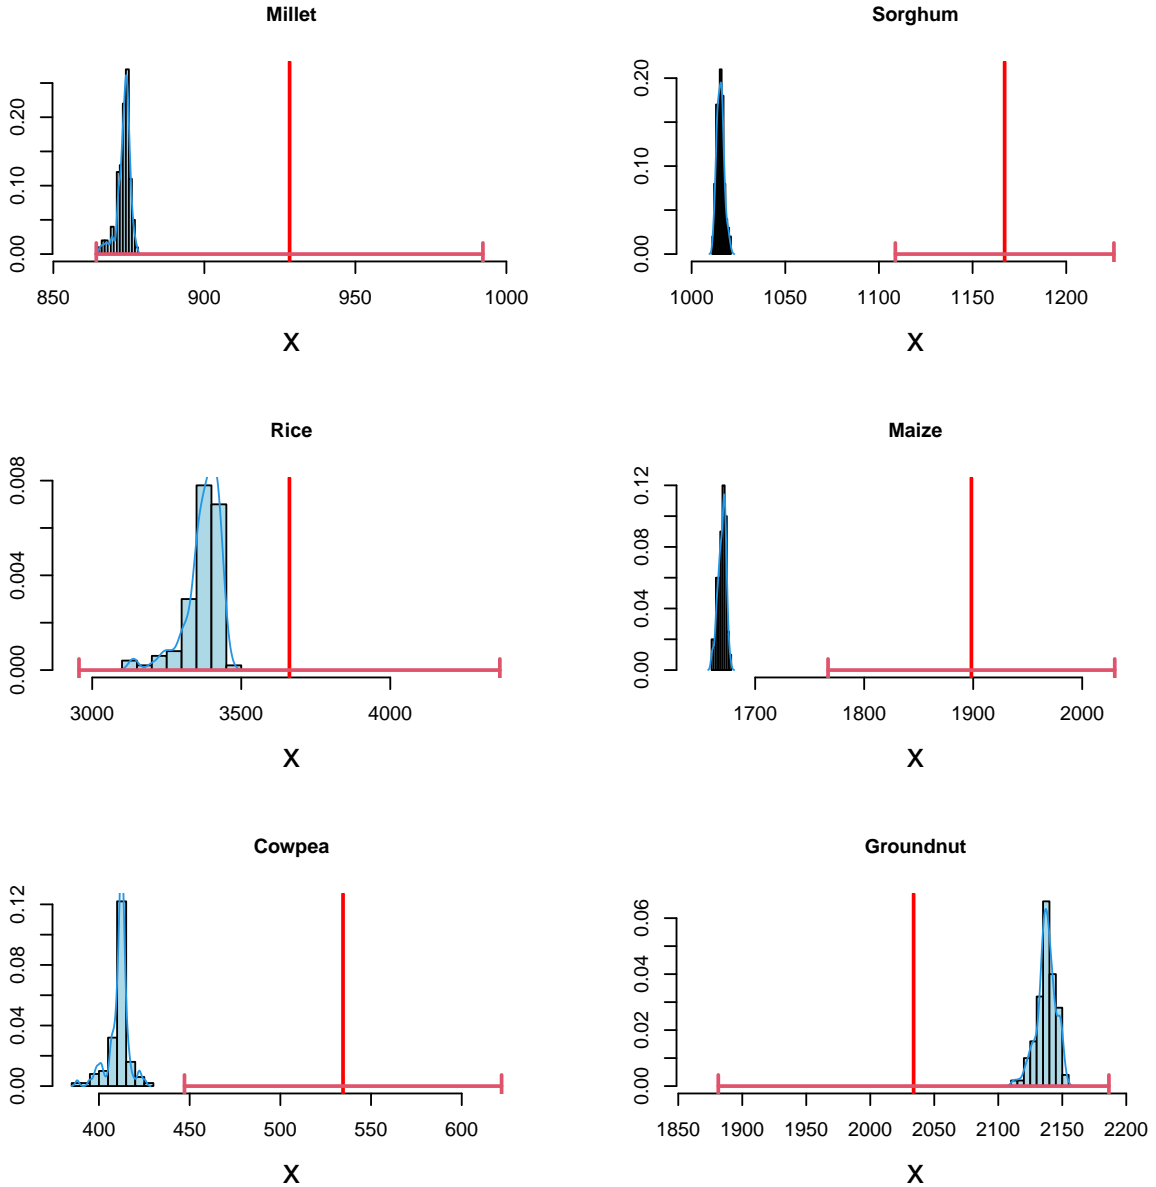 Millet
0.00 0.10 0.20
850 900 950 1000
X
Sorghum
0.00 0.10 0.20
1000 1050 1100 1150 1200
X
Rice
0.000 0.004 0.008
3000 3500 4000
X
Maize
0.00 0.04 0.08 0.12
1700 1800 1900 2000
X
Cowpea
0.00 0.04 0.08 0.12
400 450 500 550 600
X
Groundnut
0.00 0.02 0.04 0.06
1850 1900 1950 2000 2050 2100 2150 2200
X